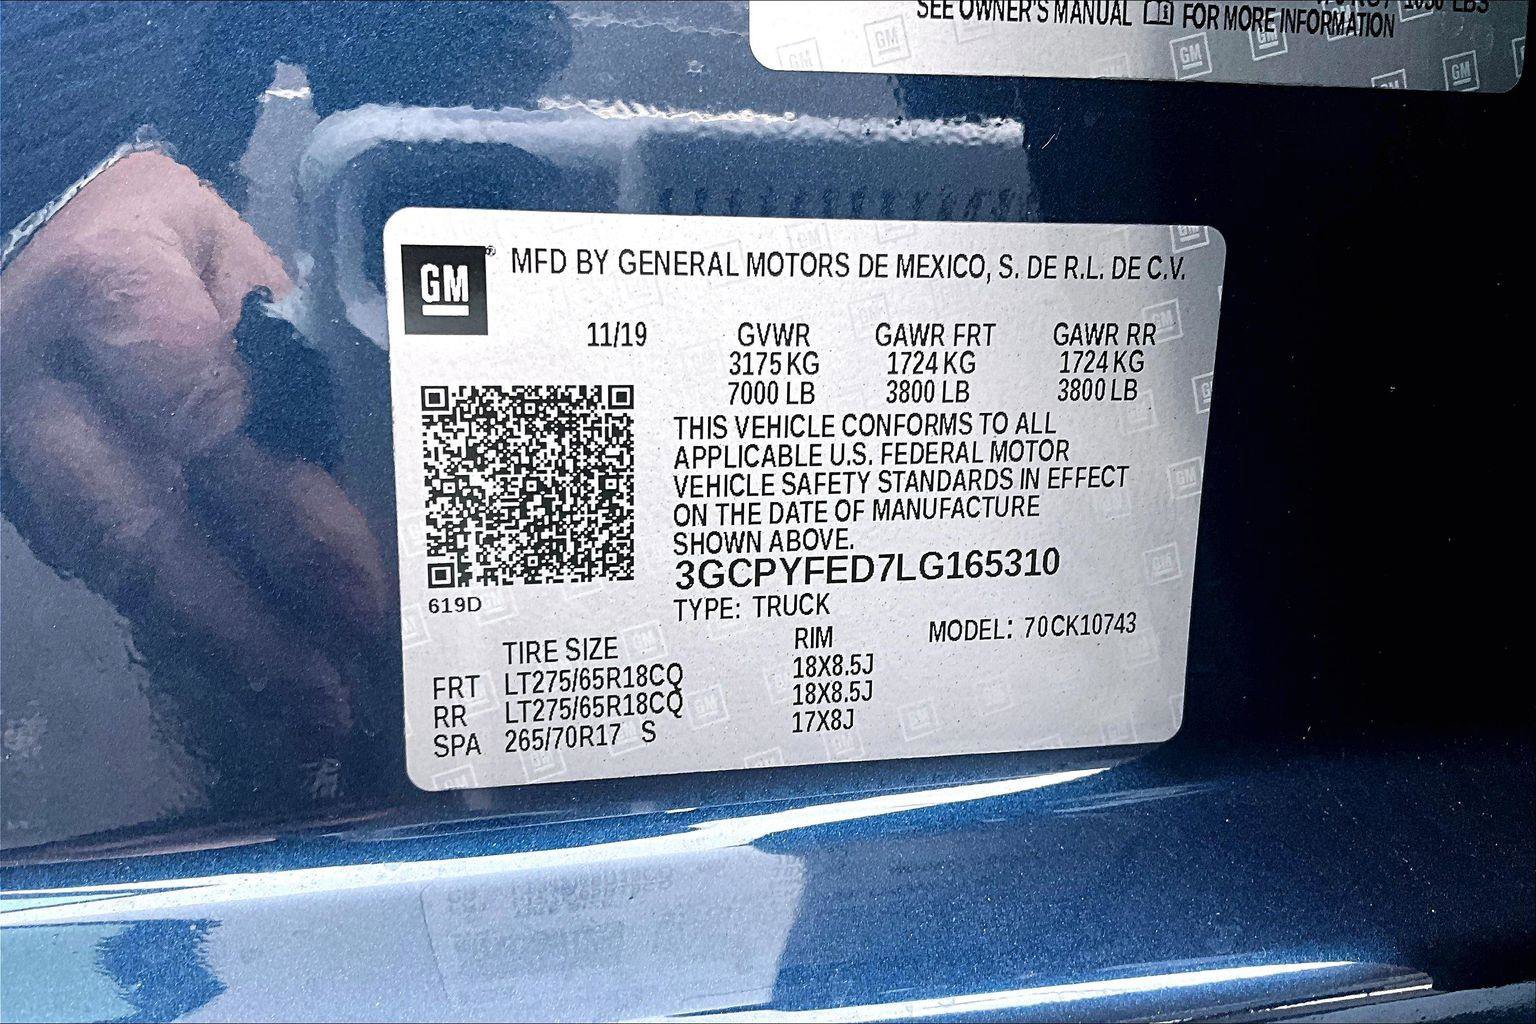 SEE OWNER'S MANUAL FOR MORE INFORMATION
GM ® MFD BY GENERAL MOTORS DE MEXICO, S. DE R.L. DE C.V.
11/19 GVWR GAWR FRT GAWR RR
3175 KG 1724 KG 1724 KG
7000 LB 3800 LB 3800 LB
THIS VEHICLE CONFORMS TO ALL
APPLICABLE U.S. FEDERAL MOTOR
VEHICLE SAFETY STANDARDS IN EFFECT
ON THE DATE OF MANUFACTURE
SHOWN ABOVE.
3GCPYFED7LG165310
619D
TYPE: TRUCK
TIRE SIZE RIM MODEL: 70CK10743
FRT LT275/65R18CQ 18X8.5J
RR LT275/65R18CQ 18X8.5J
SPA 265/70R17 S 17X8J